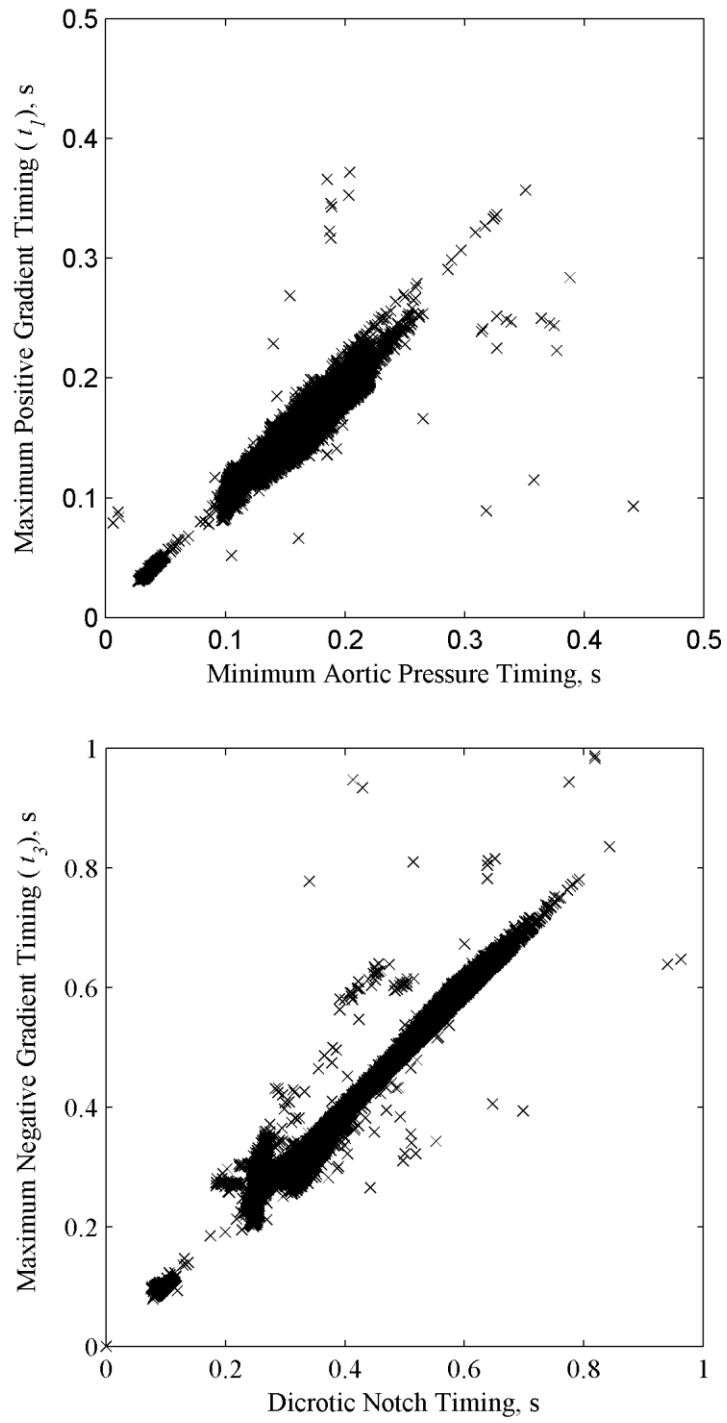 0.5
0.4
0.3
0.2
0.1
0
Maximum Positive Gradient Timing ( t1), s
0 0.1 0.2 0.3 0.4 0.5
Minimum Aortic Pressure Timing, s
1
0.8
0.6
0.4
0.2
0
Maximum Negative Gradient Timing ( t3), s
0 0.2 0.4 0.6 0.8 1
Dicrotic Notch Timing, s